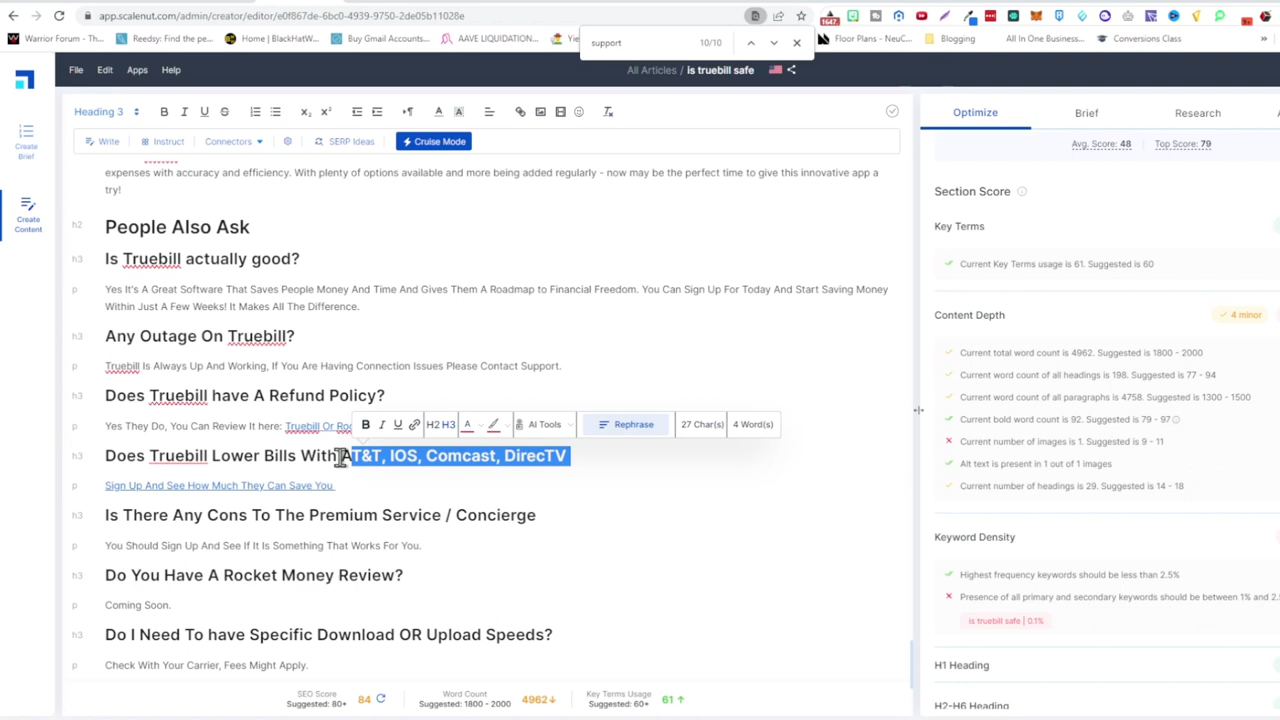 app.scalenut.com/admin/creator/editor/e0f867de-6bc0-4939-9750-2de05b11028e
1647.
Warrior Forum - Th...
Reedsy: Find the pe...
Home | BlackHatW...
Buy Gmail Accounts...
AAVE LIQUIDATION...
Yie
support
10/10
Floor Plans - NeuC...
Blogging
All In One Business...
Conversions Class
»
File
Edit
Apps
Help
All Articles / is truebill safe
Create
Brief
Create
Content
Heading 3
Write
Instruct
Connectors
SERP Ideas
Cruise Mode
expenses with accuracy and efficiency. With plenty of options available and more being added regularly - now may be the perfect time to give this innovative app a
try!
h2 People Also Ask
h3 Is Truebill actually good?
p Yes It's A Great Software That Saves People Money And Time And Gives Them A Roadmap to Financial Freedom. You Can Sign Up For Today And Start Saving Money
Within Just A Few Weeks! It Makes All The Difference.
h3 Any Outage On Truebill?
p Truebill Is Always Up And Working, If You Are Having Connection Issues Please Contact Support.
h3 Does Truebill have A Refund Policy?
p Yes They Do, You Can Review It here: Truebill Or Roc
B I U H2 H3 A AI Tools Rephrase 27 Char(s) 4 Word(s)
h3 Does Truebill Lower Bills With AT&T, IOS, Comcast, DirecTV
p Sign Up And See How Much They Can Save You
h3 Is There Any Cons To The Premium Service / Concierge
p You Should Sign Up And See If It Is Something That Works For You.
h3 Do You Have A Rocket Money Review?
p Coming Soon.
h3 Do I Need To have Specific Download OR Upload Speeds?
p Check With Your Carrier, Fees Might Apply.
SEO Score
Suggested: 80+
84
Word Count
Suggested: 1800 - 2000
4962↓
Key Terms Usage
Suggested: 60+
61↑
Optimize
Brief
Research
Avg. Score: 48
Top Score: 79
Section Score
Key Terms
Current Key Terms usage is 61. Suggested is 60
Content Depth
4 minor
Current total word count is 4962. Suggested is 1800 - 2000
Current word count of all headings is 198. Suggested is 77 - 94
Current word count of all paragraphs is 4758. Suggested is 1300 - 1500
Current bold word count is 92. Suggested is 79 - 97
Current number of images is 1. Suggested is 9 - 11
Alt text is present in 1 out of 1 images
Current number of headings is 29. Suggested is 14 - 18
Keyword Density
Highest frequency keywords should be less than 2.5%
Presence of all primary and secondary keywords should be between 1% and 2.5
is truebill safe | 0.1%
H1 Heading
H2-H6 Heading